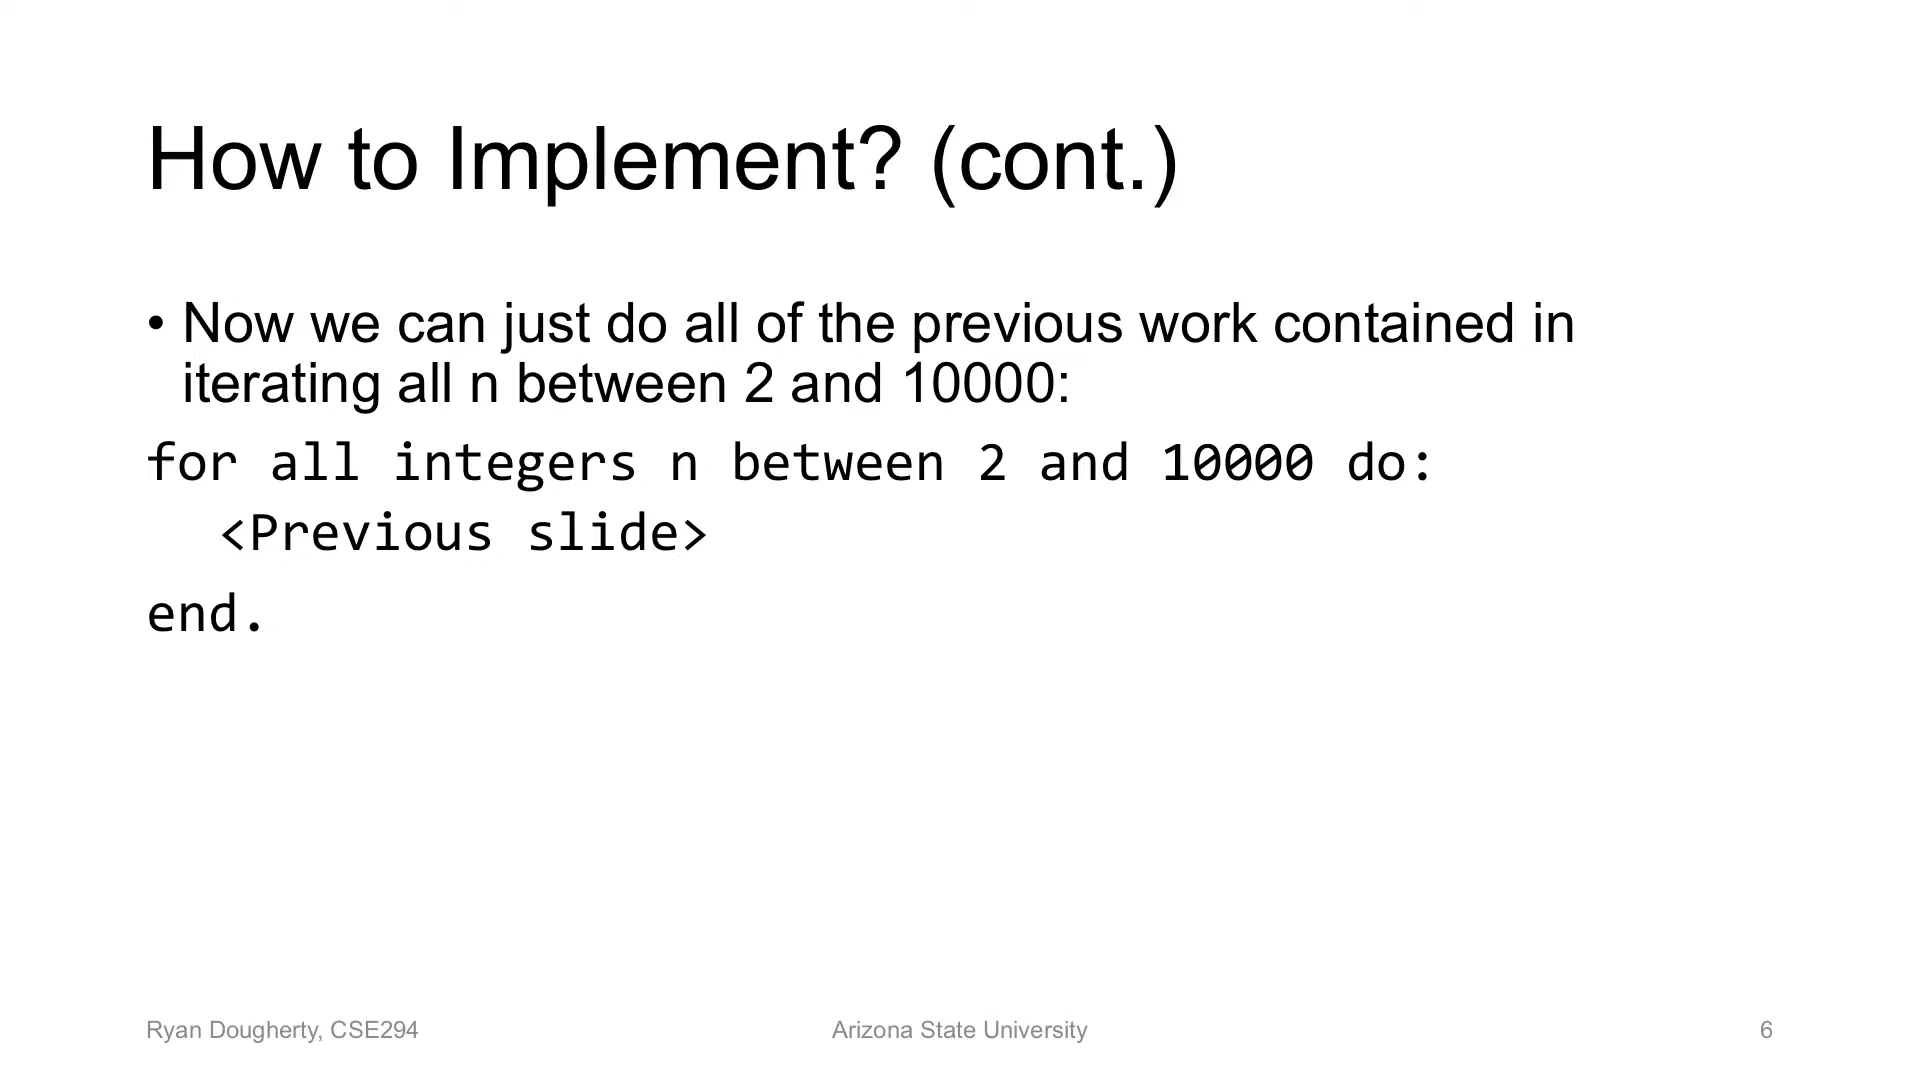 How to Implement? (cont.)
• Now we can just do all of the previous work contained in
iterating all n between 2 and 10000:
for all integers n between 2 and 10000 do:
<Previous slide>
end.
Ryan Dougherty, CSE294
Arizona State University
6